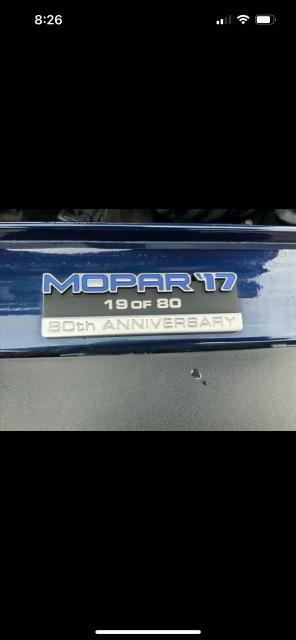 8:26
MOPAR '17
19 OF 80
80th ANNIVERSARY